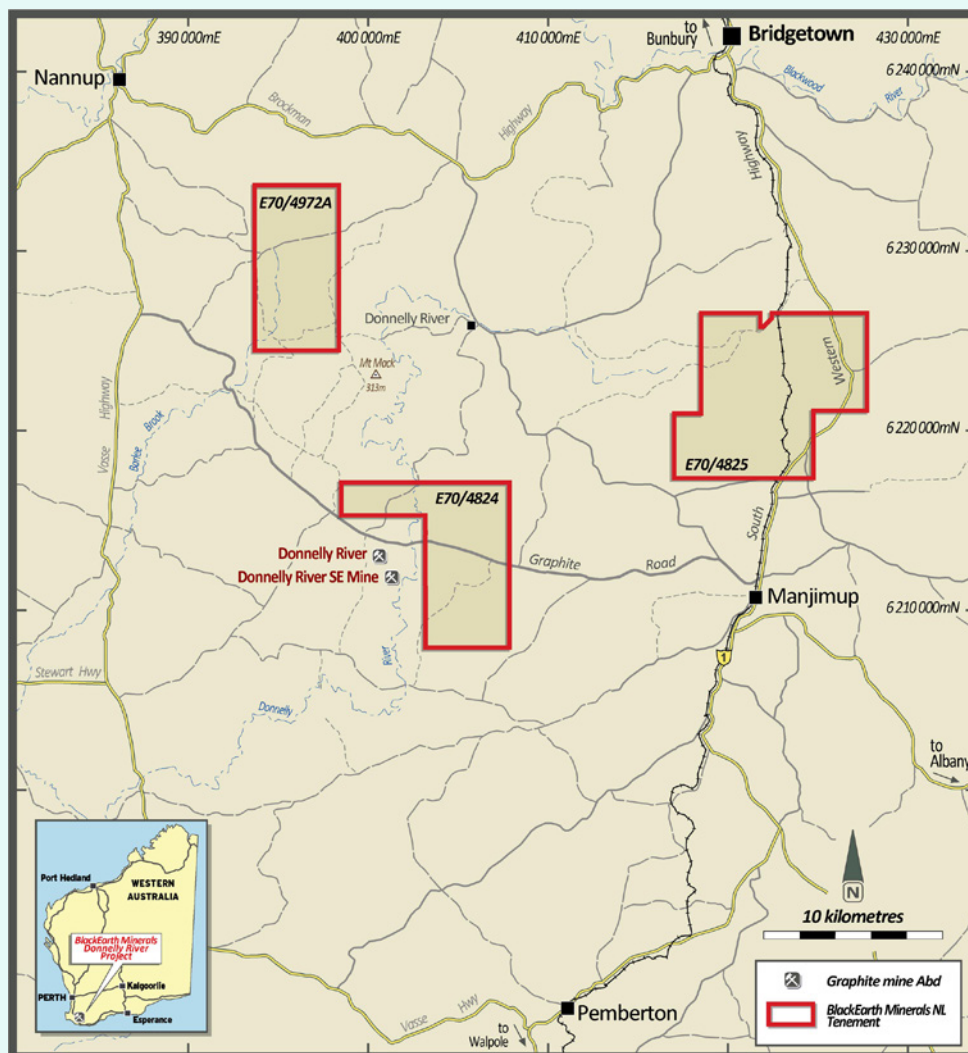 390 000mE
400 000mE
410 000mE
430 000mE
to
Bunbury
Bridgetown
Nannup
Blackwood
River
6 240 000mN
Brockman
Highway
Highway
E70/4972A
6 230 000mN
Donnelly River
Mt Mack
313m
Western
Vasse Highway
Barlee Brook
6 220 000mN
E70/4825
E70/4824
South
Donnelly River
Donnelly River SE Mine
Graphite Road
Manjimup
6 210 000mN
1
Stewart Hwy
Donnelly
River
to
Albany
Port Hedland
WESTERN
AUSTRALIA
BlackEarth Minerals
Donnelly River
Project
PERTH
Kalgoorlie
Esperance
N
10 kilometres
Graphite mine Abd
BlackEarth Minerals NL
Tenement
Vasse Hwy
to
Walpole
Pemberton